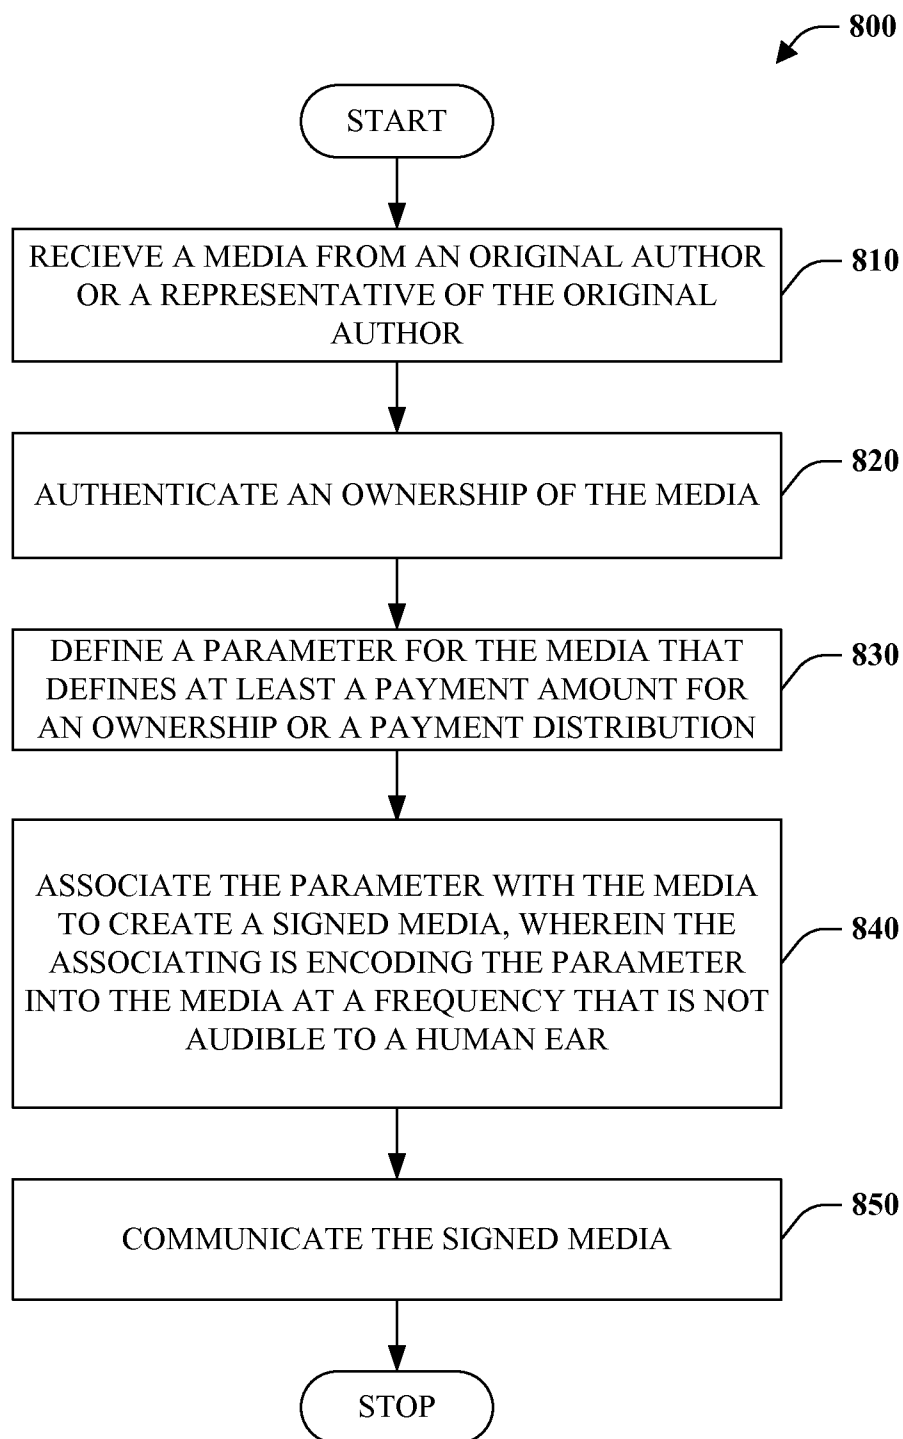 800
START
RECIEVE A MEDIA FROM AN ORIGINAL AUTHOR
OR A REPRESENTATIVE OF THE ORIGINAL
AUTHOR
810
AUTHENTICATE AN OWNERSHIP OF THE MEDIA
820
DEFINE A PARAMETER FOR THE MEDIA THAT
DEFINES AT LEAST A PAYMENT AMOUNT FOR
AN OWNERSHIP OR A PAYMENT DISTRIBUTION
830
ASSOCIATE THE PARAMETER WITH THE MEDIA
TO CREATE A SIGNED MEDIA, WHEREIN THE
ASSOCIATING IS ENCODING THE PARAMETER
INTO THE MEDIA AT A FREQUENCY THAT IS NOT
AUDIBLE TO A HUMAN EAR
840
COMMUNICATE THE SIGNED MEDIA
850
STOP